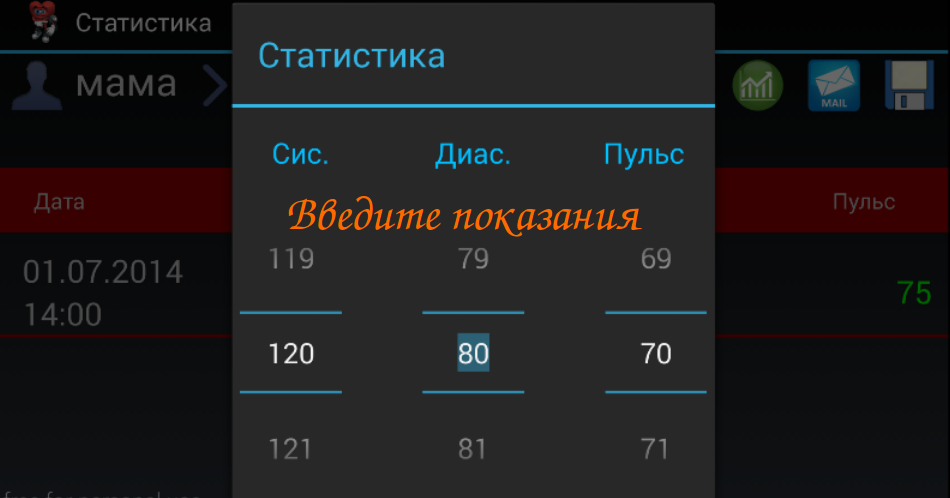 Статистика
мама
MAIL
Дата
Пульс
01.07.2014
14:00
75
Статистика
Сис. Диас. Пульс
Введите показания
119 79 69
120 80 70
121 81 71